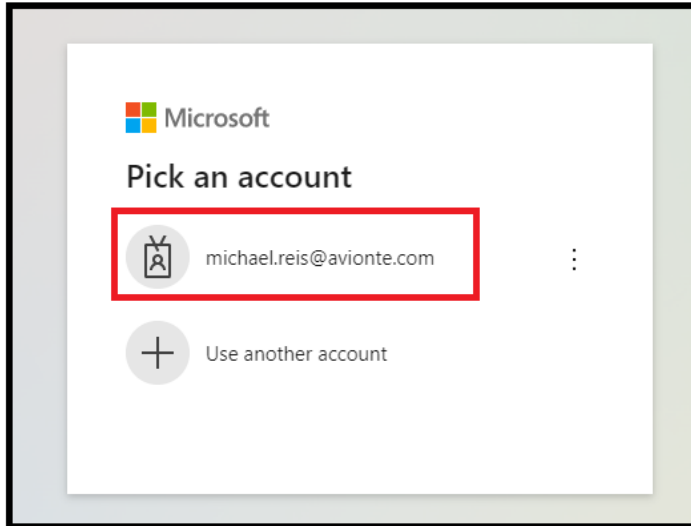 Microsoft
Pick an account
michael.reis@avionte.com
Use another account